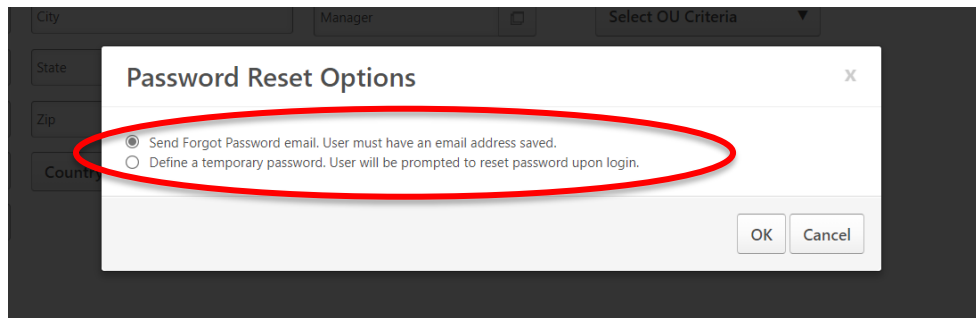 City
Manager
Select OU Criteria
State
Password Reset Options
X
Zip
Send Forgot Password email. User must have an email address saved.
Define a temporary password. User will be prompted to reset password upon login.
Country
OK
Cancel